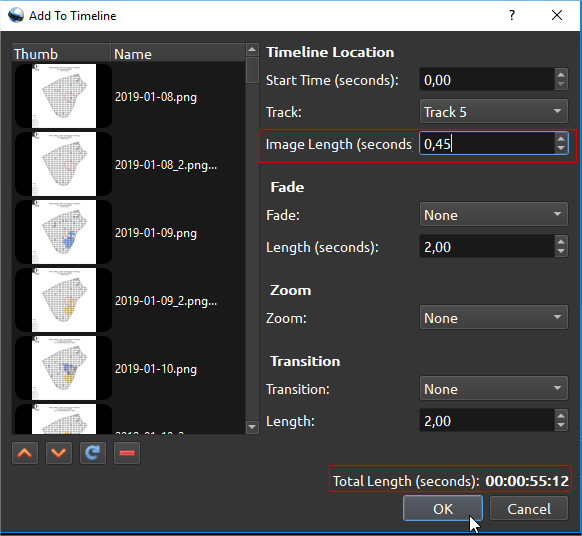 Add To Timeline
?
Thumb Name
2019-01-08.png
2019-01-08_2.png...
2019-01-09.png
2019-01-09_2.png...
2019-01-10.png
Timeline Location
Start Time (seconds): 0,00
Track: Track 5
Image Length (seconds 0,45
Fade
Fade: None
Length (seconds): 2,00
Zoom
Zoom: None
Transition
Transition: None
Length: 2,00
Total Length (seconds): 00:00:55:12
OK Cancel